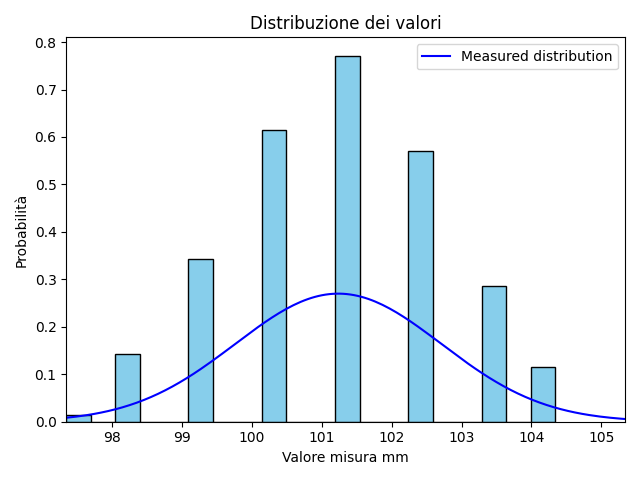 Distribuzione dei valori
Measured distribution
Probabilità
0.8
0.7
0.6
0.5
0.4
0.3
0.2
0.1
0.0
98 99 100 101 102 103 104 105
Valore misura mm